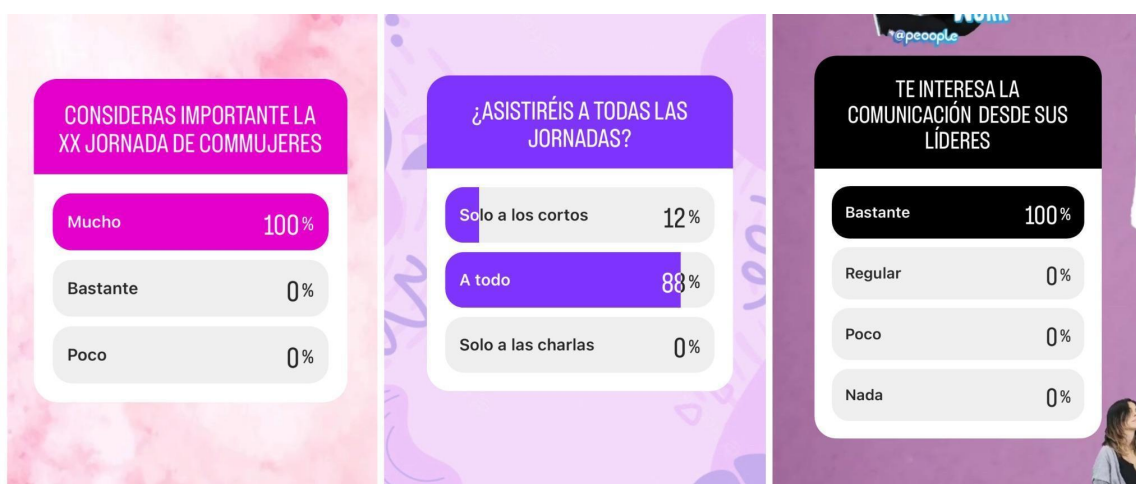 CONSIDERAS IMPORTANTE LA
XX JORNADA DE COMMUJERES
Mucho 100%
Bastante 0%
Poco 0%
¿ASISTIRÉIS A TODAS LAS
JORNADAS?
Solo a los cortos 12%
A todo 88%
Solo a las charlas 0%
WORK
@peoople
TE INTERESA LA
COMUNICACIÓN DESDE SUS
LÍDERES
Bastante 100%
Regular 0%
Poco 0%
Nada 0%